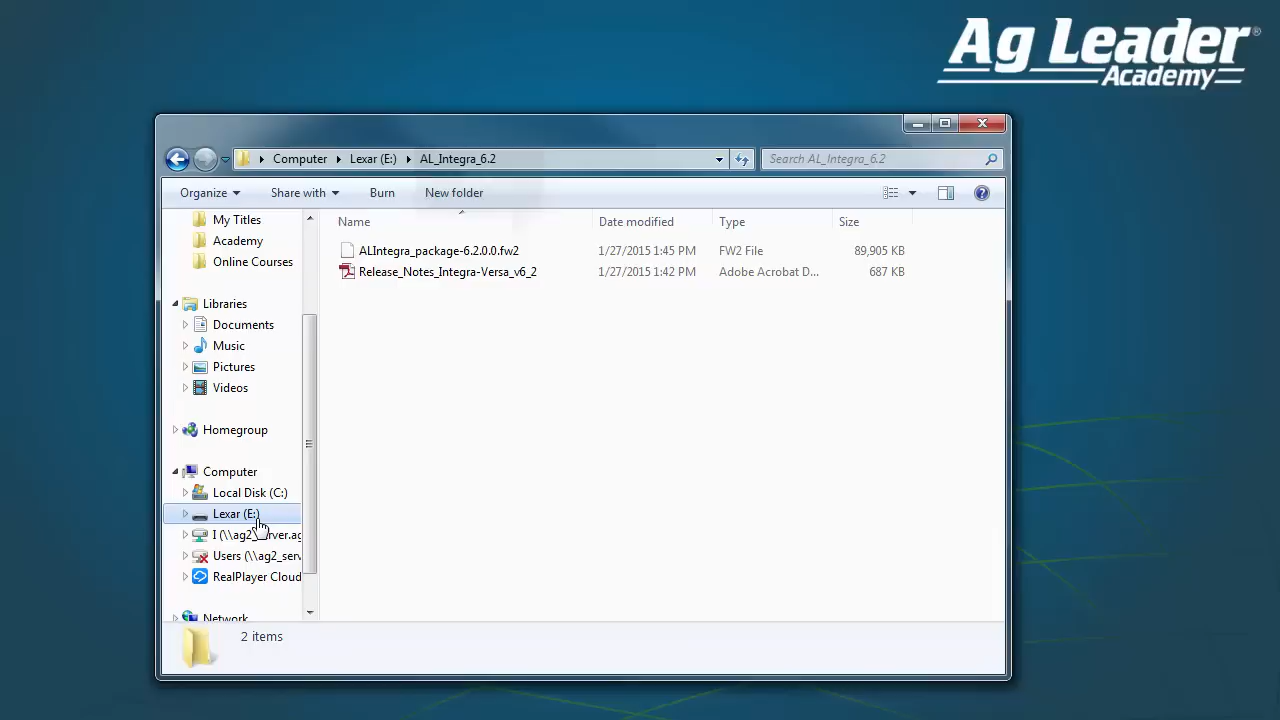 Ag Leader®
Academy
Computer Lexar (E:) AL_Integra_6.2
Search AL_Integra_6.2
Organize Share with Burn New folder
My Titles
Academy
Online Courses
Libraries
Documents
Music
Pictures
Videos
Homegroup
Computer
Local Disk (C:)
Lexar (E:)
I (\\ag2_server.ag
Users (\\ag2_serv
RealPlayer Cloud
Network
Name Date modified Type Size
ALIntegra_package-6.2.0.0.fw2 1/27/2015 1:45 PM FW2 File 89,905 KB
Release_Notes_Integra-Versa_v6_2 1/27/2015 1:42 PM Adobe Acrobat D... 687 KB
2 items